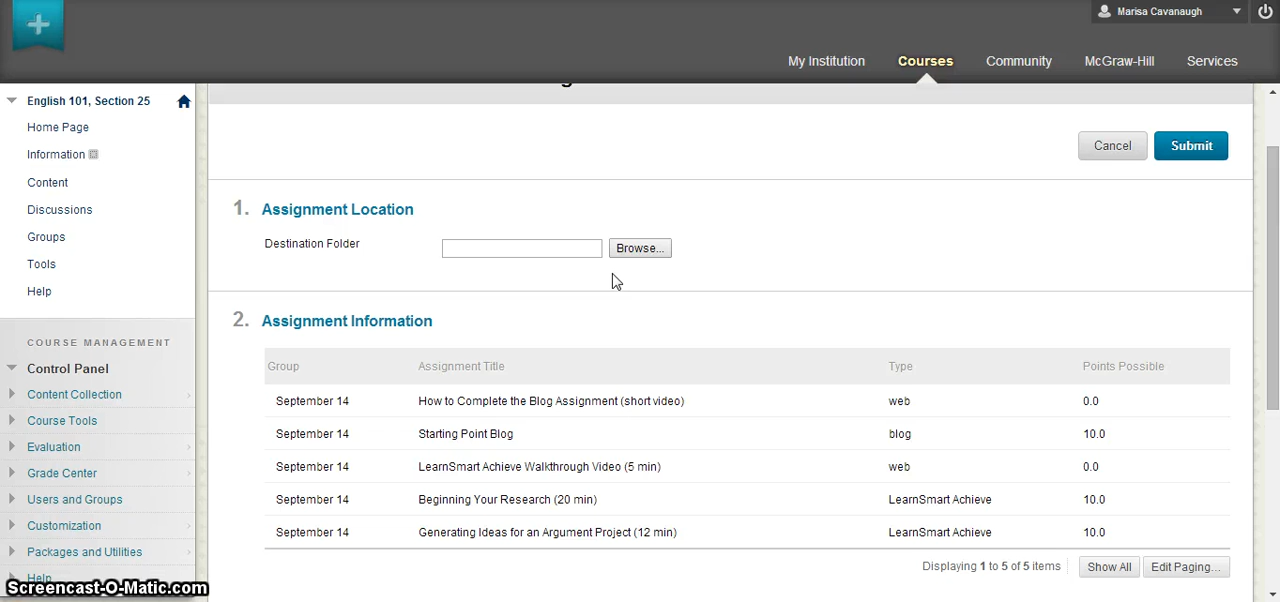 Marisa Cavanaugh
My Institution Courses Community McGraw-Hill Services
English 101, Section 25
Home Page
Information
Content
Discussions
Groups
Tools
Help
COURSE MANAGEMENT
Control Panel
Content Collection
Course Tools
Evaluation
Grade Center
Users and Groups
Customization
Packages and Utilities
Help
Cancel Submit
1. Assignment Location
Destination Folder Browse...
2. Assignment Information
Group Assignment Title Type Points Possible
September 14 How to Complete the Blog Assignment (short video) web 0.0
September 14 Starting Point Blog blog 10.0
September 14 LearnSmart Achieve Walkthrough Video (5 min) web 0.0
September 14 Beginning Your Research (20 min) LearnSmart Achieve 10.0
September 14 Generating Ideas for an Argument Project (12 min) LearnSmart Achieve 10.0
Displaying 1 to 5 of 5 items Show All Edit Paging...
Screencast-O-Matic.com